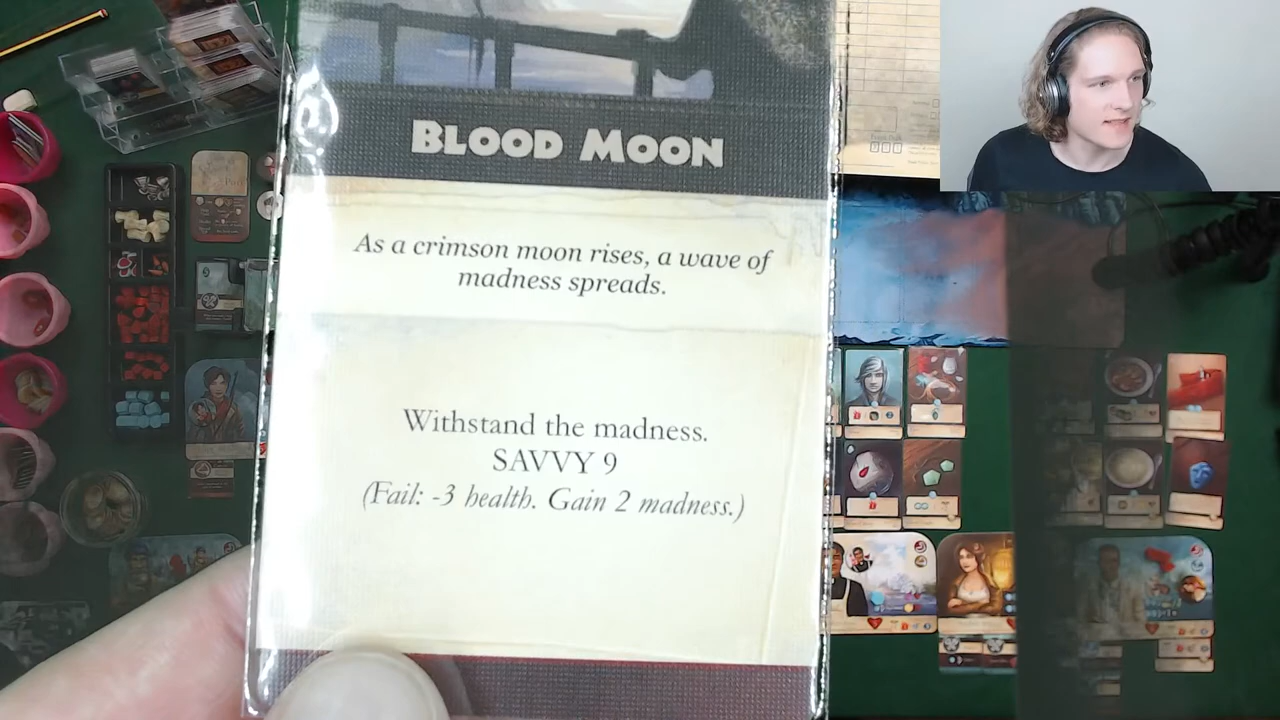 BLOOD MOON
As a crimson moon rises, a wave of
madness spreads.
Withstand the madness.
SAVVY 9
(Fail: -3 health. Gain 2 madness.)